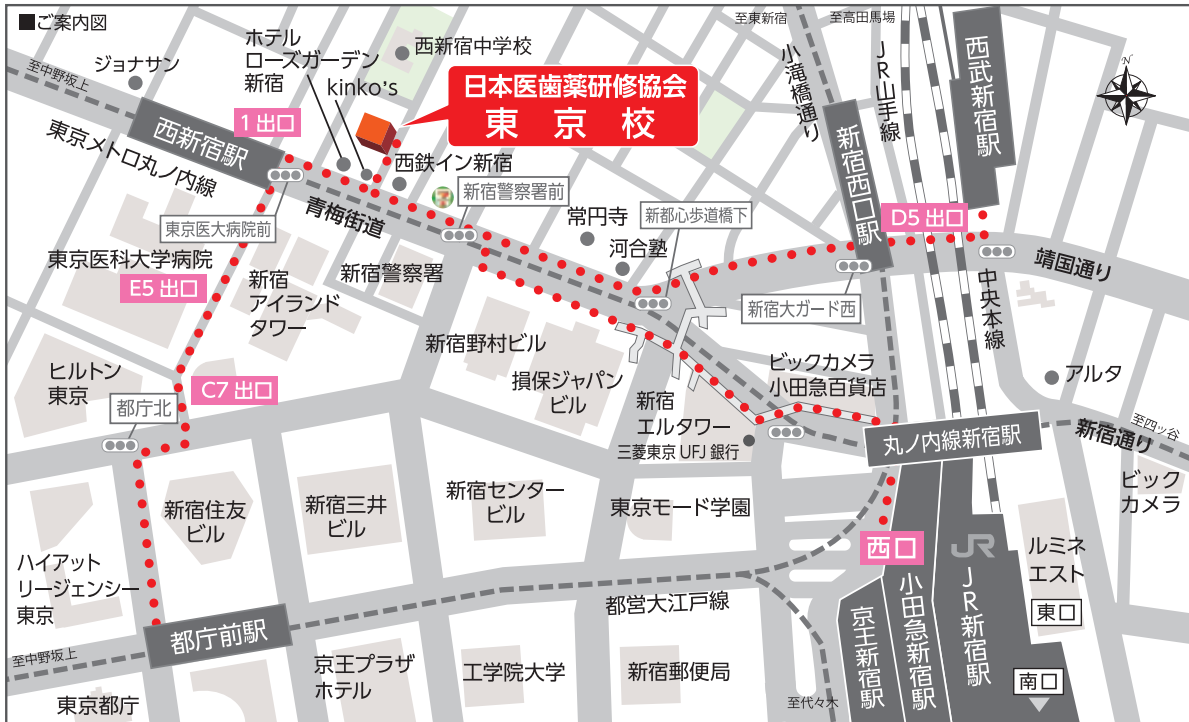 ■ご案内図
至東新宿
至高田馬場
ホテル
ローズガーデン
新宿
西新宿中学校
小滝橋通り
JR山手線
西武新宿駅
N
至中野坂上
ジョナサン
kinko's
日本医歯薬研修協会
東京校
1出口
西新宿駅
東京メトロ丸ノ内線
西鉄イン新宿
新宿警察署前
新宿西口駅
東京医大病院前
青梅街道
常円寺
新都心歩道橋下
D5出口
河合塾
靖国通り
東京医科大学病院
E5出口
新宿
アイランド
タワー
新宿警察署
新宿大ガード西
中央本線
新宿野村ビル
ヒルトン
東京
C7出口
都庁北
損保ジャパン
ビル
ビックカメラ
小田急百貨店
アルタ
新宿
エルタワー
三菱東京UFJ銀行
丸ノ内線新宿駅
至四ッ谷
新宿通り
ビック
カメラ
新宿住友
ビル
新宿三井
ビル
新宿センター
ビル
東京モード学園
西口
JR
ルミネ
エスト
ハイアット
リージェンシー
東京
都営大江戸線
東口
都庁前駅
京王新宿駅
小田急新宿駅
JR新宿駅
至中野坂上
京王プラザ
ホテル
工学院大学
新宿郵便局
南口
東京都庁
至代々木